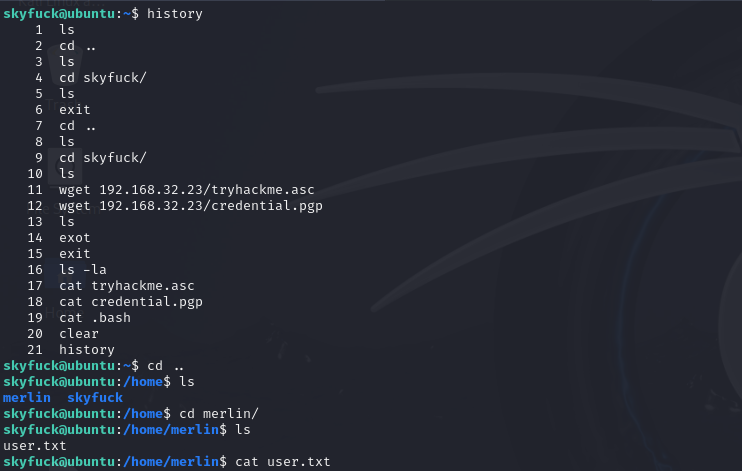 skyfuck@ubuntu:~$ history
1 ls
2 cd ..
3 ls
4 cd skyfuck/
5 ls
6 exit
7 cd ..
8 ls
9 cd skyfuck/
10 ls
11 wget 192.168.32.23/tryhackme.asc
12 wget 192.168.32.23/credential.pgp
13 ls
14 exot
15 exit
16 ls -la
17 cat tryhackme.asc
18 cat credential.pgp
19 cat .bash
20 clear
21 history
skyfuck@ubuntu:~$ cd ..
skyfuck@ubuntu:/home$ ls
merlin skyfuck
skyfuck@ubuntu:/home$ cd merlin/
skyfuck@ubuntu:/home/merlin$ ls
user.txt
skyfuck@ubuntu:/home/merlin$ cat user.txt